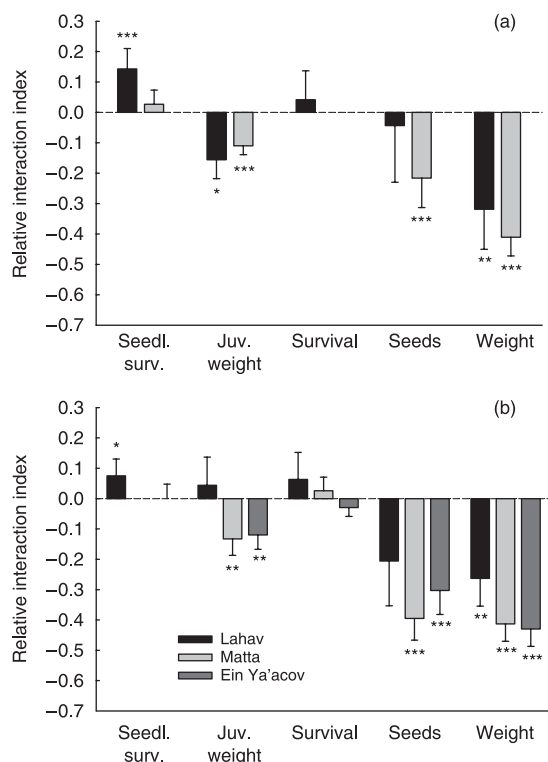 (a)
Relative interaction index
0.3
0.2
0.1
0.0
−0.1
−0.2
−0.3
−0.4
−0.5
−0.6
−0.7
***
*
***
***
**
***
Seedl. surv.
Juv. weight
Survival
Seeds
Weight
(b)
Relative interaction index
0.3
0.2
0.1
0.0
−0.1
−0.2
−0.3
−0.4
−0.5
−0.6
−0.7
*
**
**
***
***
**
***
***
Lahav
Matta
Ein Ya'acov
Seedl. surv.
Juv. weight
Survival
Seeds
Weight